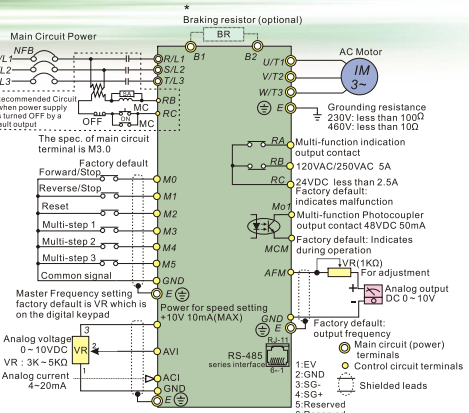 *
Braking resistor (optional)
BR
Main Circuit Power
NFB
B1
B2
AC Motor
/L1
R/L1
U/T1
/L2
S/L2
V/T2
IM
3~
/L3
T/L3
W/T3
SA
Recommended Circuit
when power supply
is turned OFF by a
fault output
RB
MC
RC
OFF
ON
MC
E
Grounding resistance
230V: less than 100Ω
460V: less than 10Ω
The spec. of main circuit
terminal is M3.0
RA
Multi-function indication
output contact
RB
120VAC/250VAC 5A
RC
24VDC less than 2.5A
Factory default:
indicates malfunction
Factory default
Forward/Stop
M0
Reverse/Stop
M1
Reset
M2
Multi-step 1
M3
Multi-step 2
M4
Multi-step 3
M5
Common signal
GND
E
Mo1
Multi-function Photocoupler
output contact 48VDC 50mA
MCM
Factory default: Indicates
during operation
VR(1KΩ)
AFM
For adjustment
+
-
Analog output
DC 0~10V
GND
E
Factory default:
output frequency
Master Frequency setting
factory default is VR which is
on the digital keypad
Power for speed setting
+10V 10mA(MAX)
3
Analog voltage
0~10VDC
VR
2
AVI
VR : 3K~5KΩ
1
Analog current
4~20mA
ACI
GND
E
RJ-11
RS-485
series interface
6←1
Main circuit (power)
terminals
Control circuit terminals
Shielded leads
1:EV
2:GND
3:SG-
4:SG+
5:Reserved